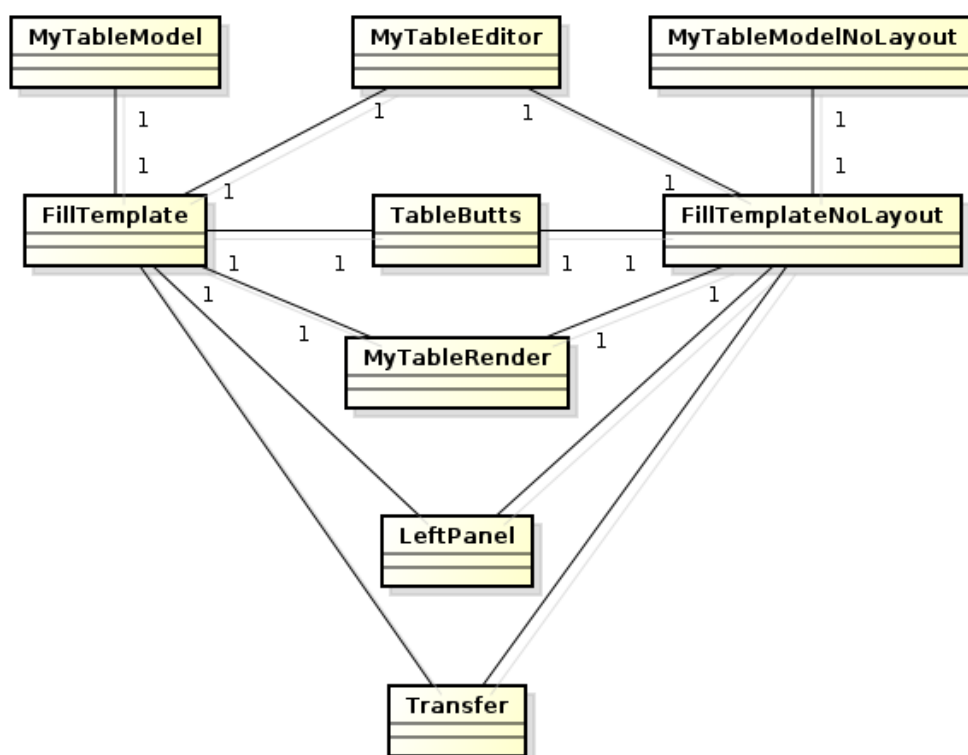 MyTableModel
MyTableEditor
MyTableModelNoLayout
1
1
1
1
1
1
1
1
FillTemplate
TableButts
FillTemplateNoLayout
1
1
1
1
1
1
1
1
MyTableRender
LeftPanel
Transfer